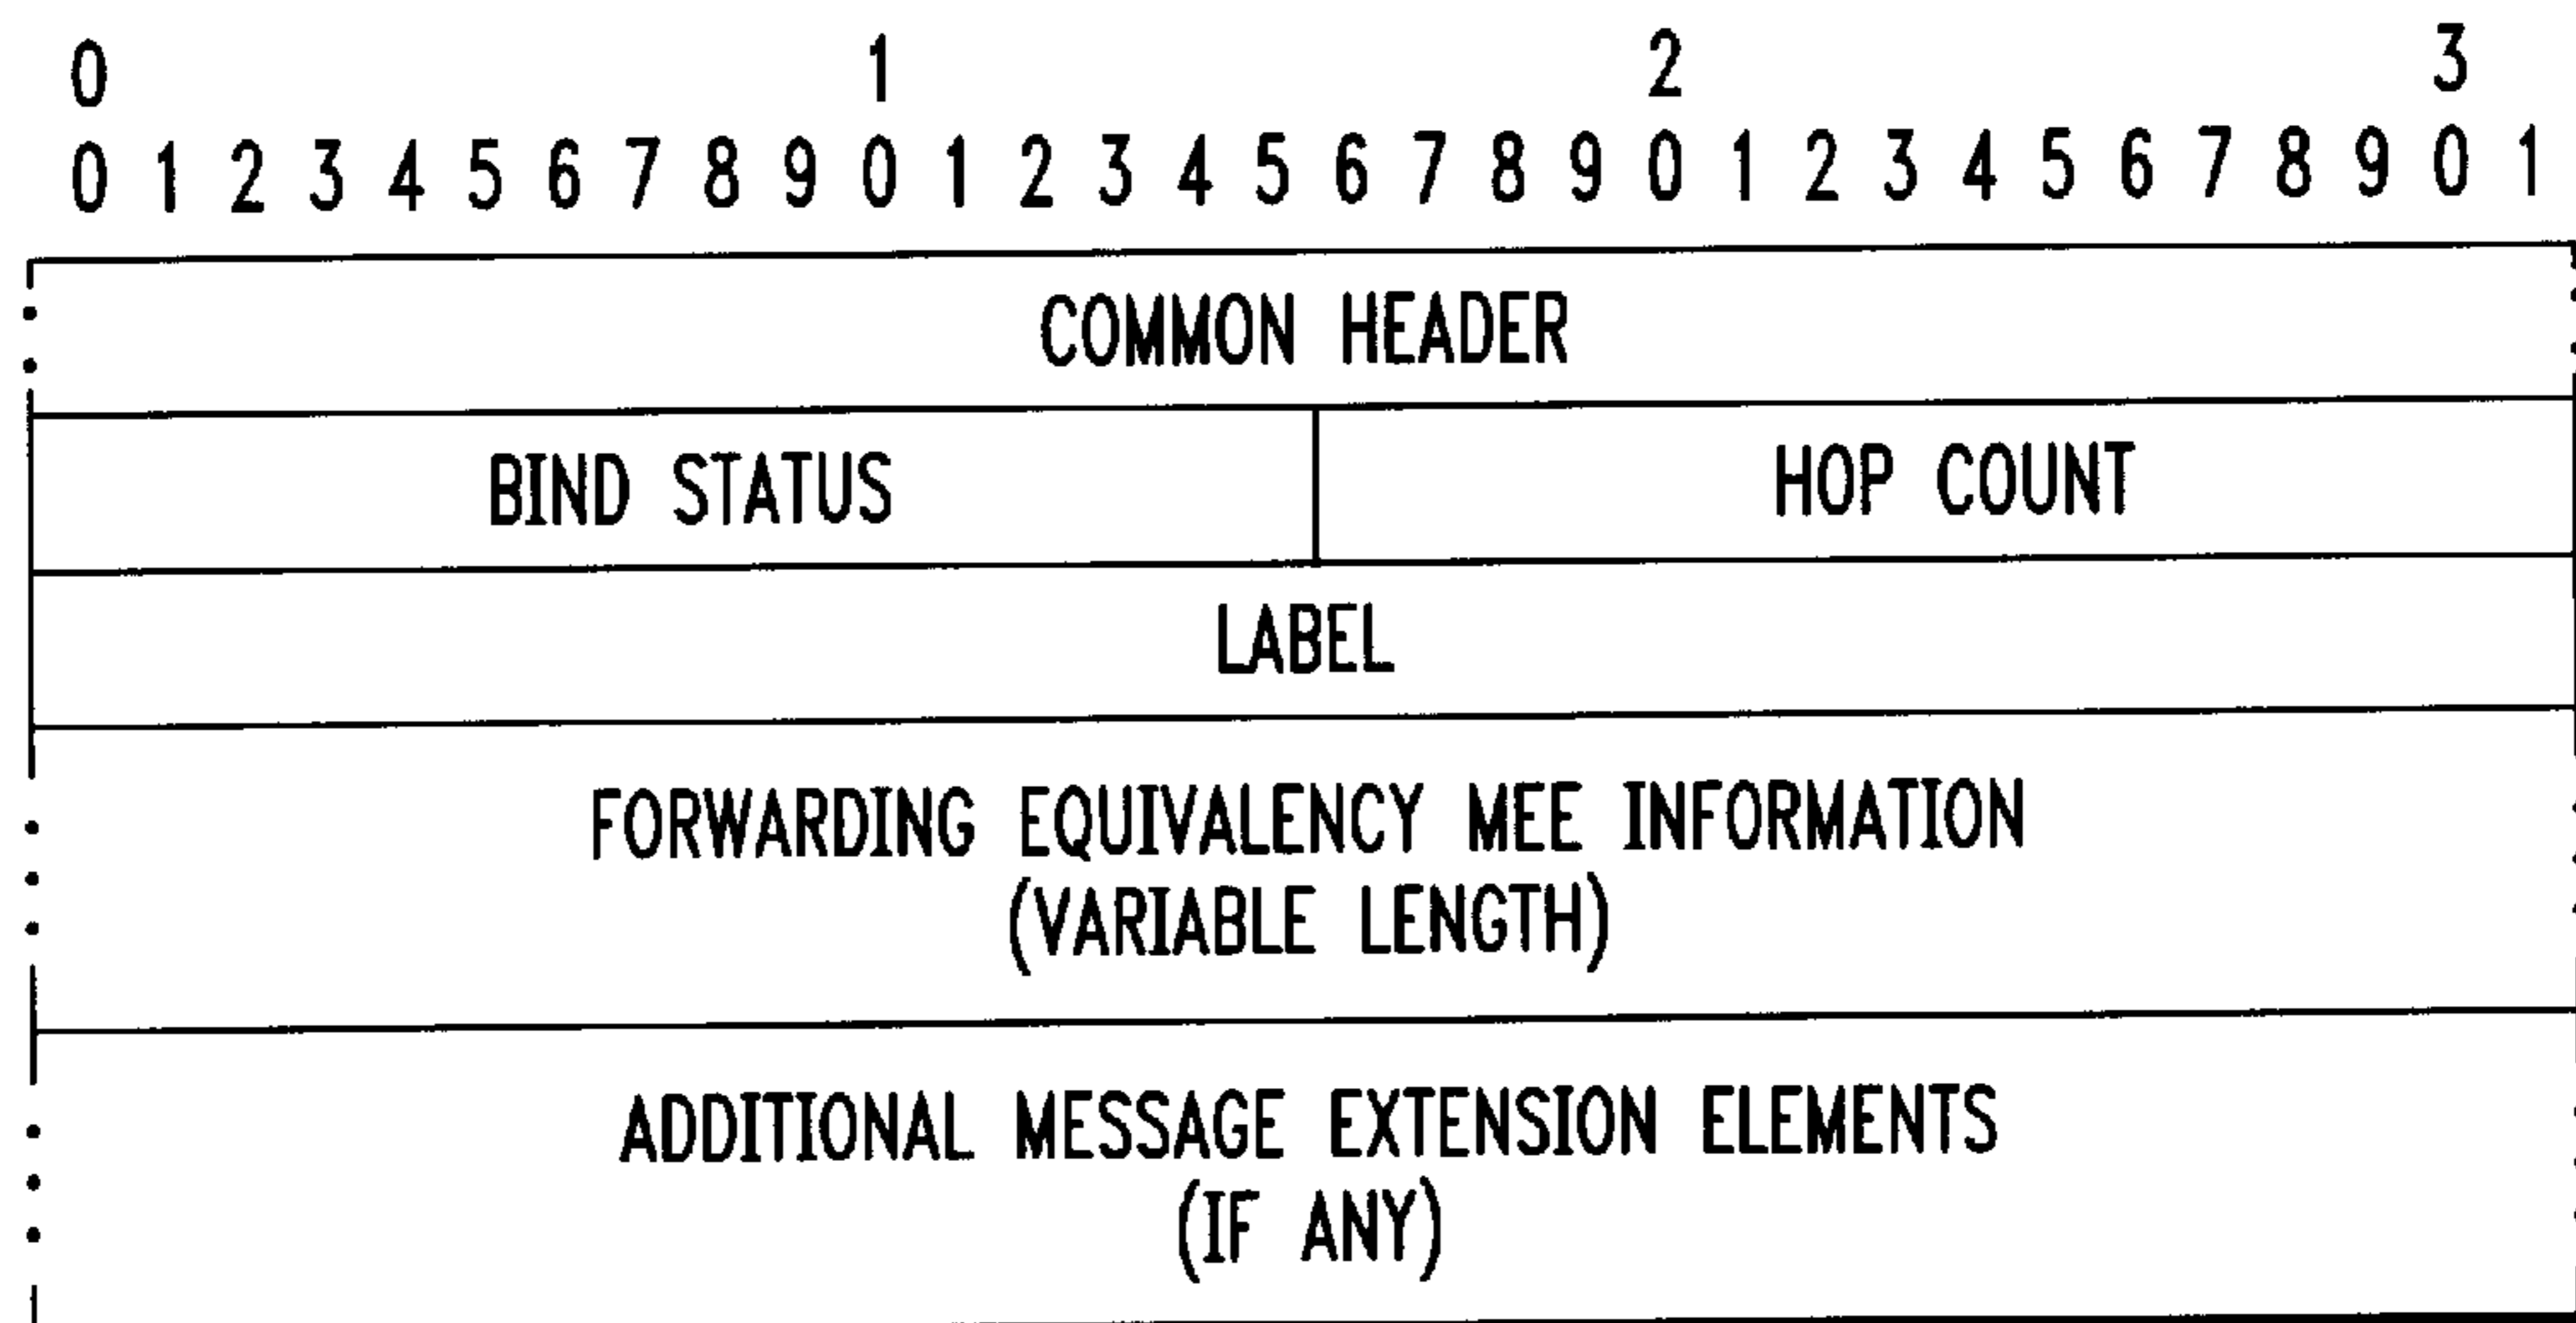 0 1 2 3
0 1 2 3 4 5 6 7 8 9 0 1 2 3 4 5 6 7 8 9 0 1 2 3 4 5 6 7 8 9 0 1
COMMON HEADER
BIND STATUS HOP COUNT
LABEL
FORWARDING EQUIVALENCY MEE INFORMATION
(VARIABLE LENGTH)
ADDITIONAL MESSAGE EXTENSION ELEMENTS
(IF ANY)